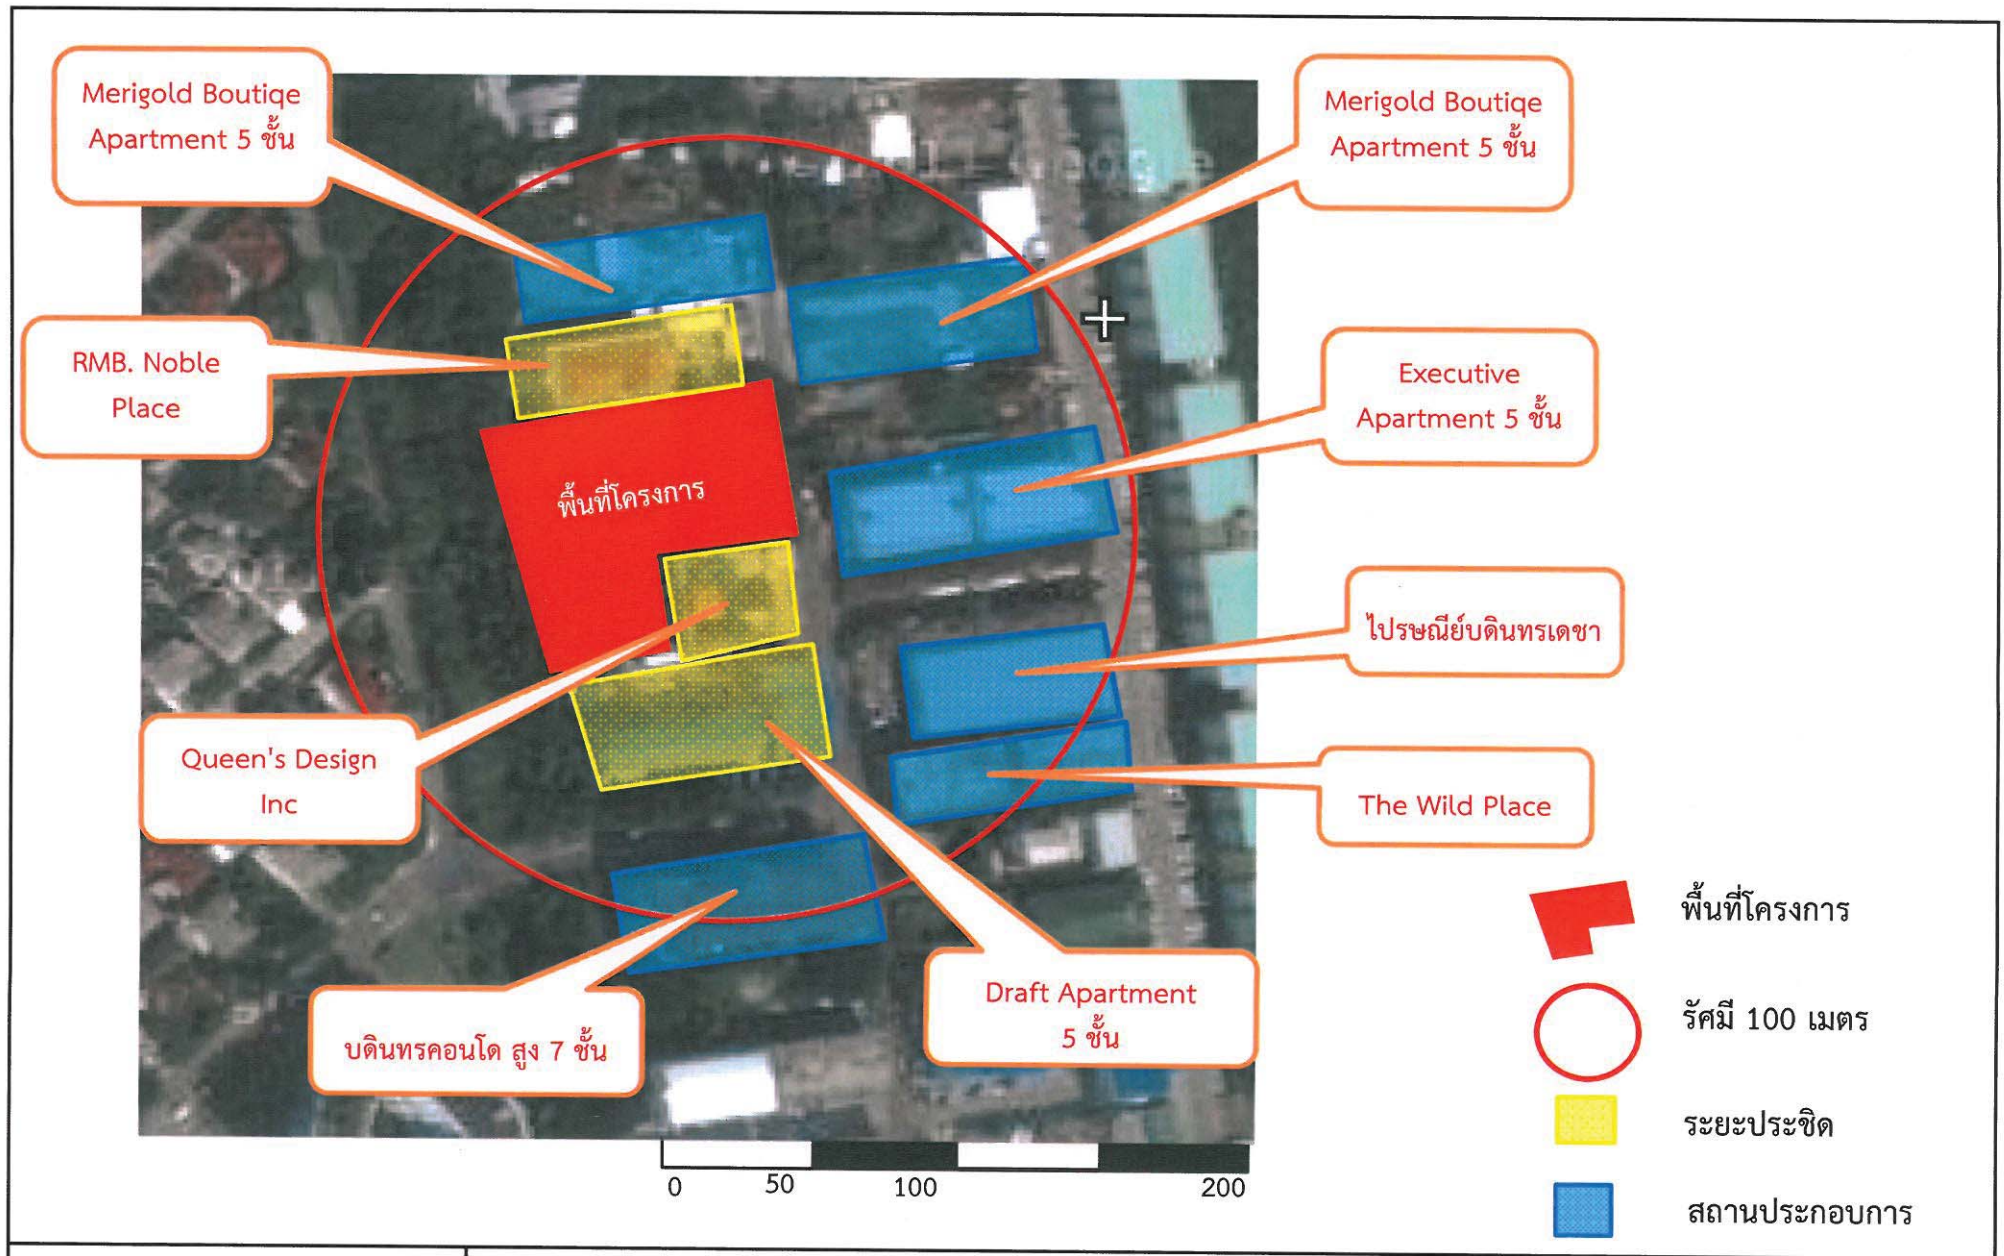 Merigold Boutiqe
Apartment 5 ชั้น
Merigold Boutiqe
Apartment 5 ชั้น
RMB. Noble
Place
Executive
Apartment 5 ชั้น
พื้นที่โครงการ
ไปรษณีย์บดินทรเดชา
Queen's Design
Inc
The Wild Place
บดินทรคอนโด สูง 7 ชั้น
Draft Apartment
5 ชั้น
พื้นที่โครงการ
รัศมี 100 เมตร
ระยะประชิด
สถานประกอบการ
0 50 100 200